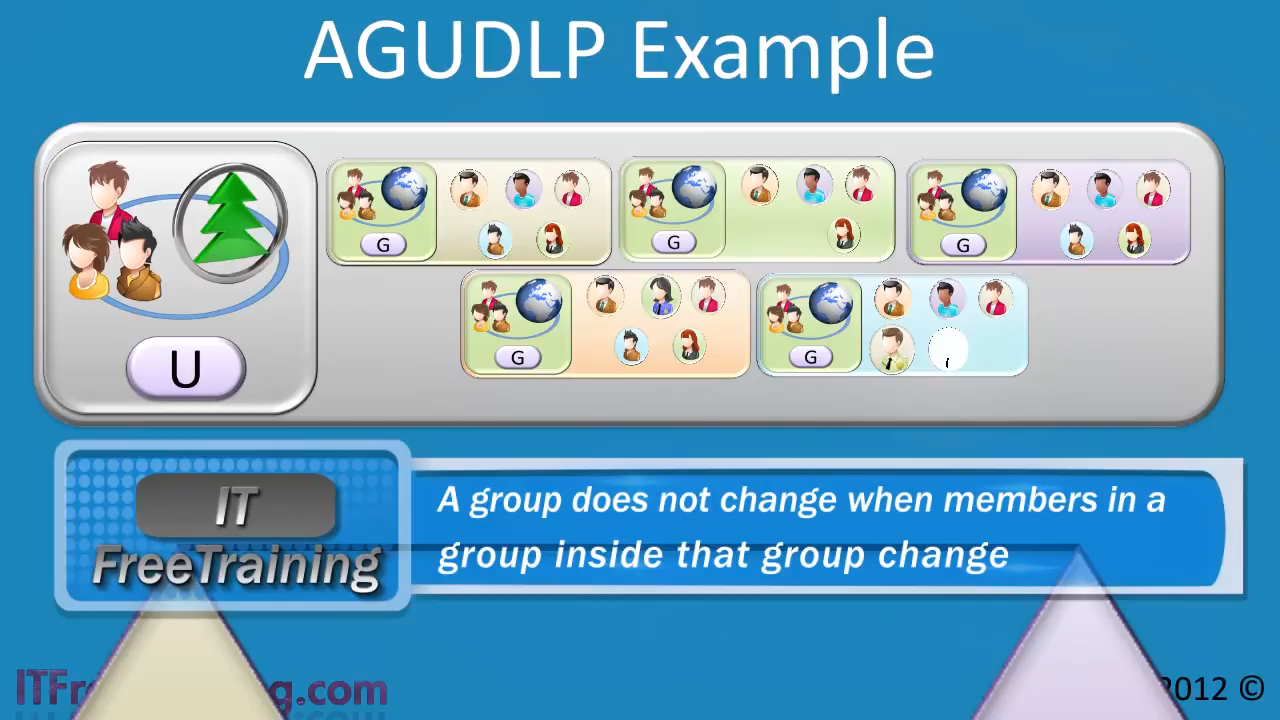 AGUDLP Example
G
G
G
U
G
G
IT
FreeTraining
A group does not change when members in a
group inside that group change
2012 ©